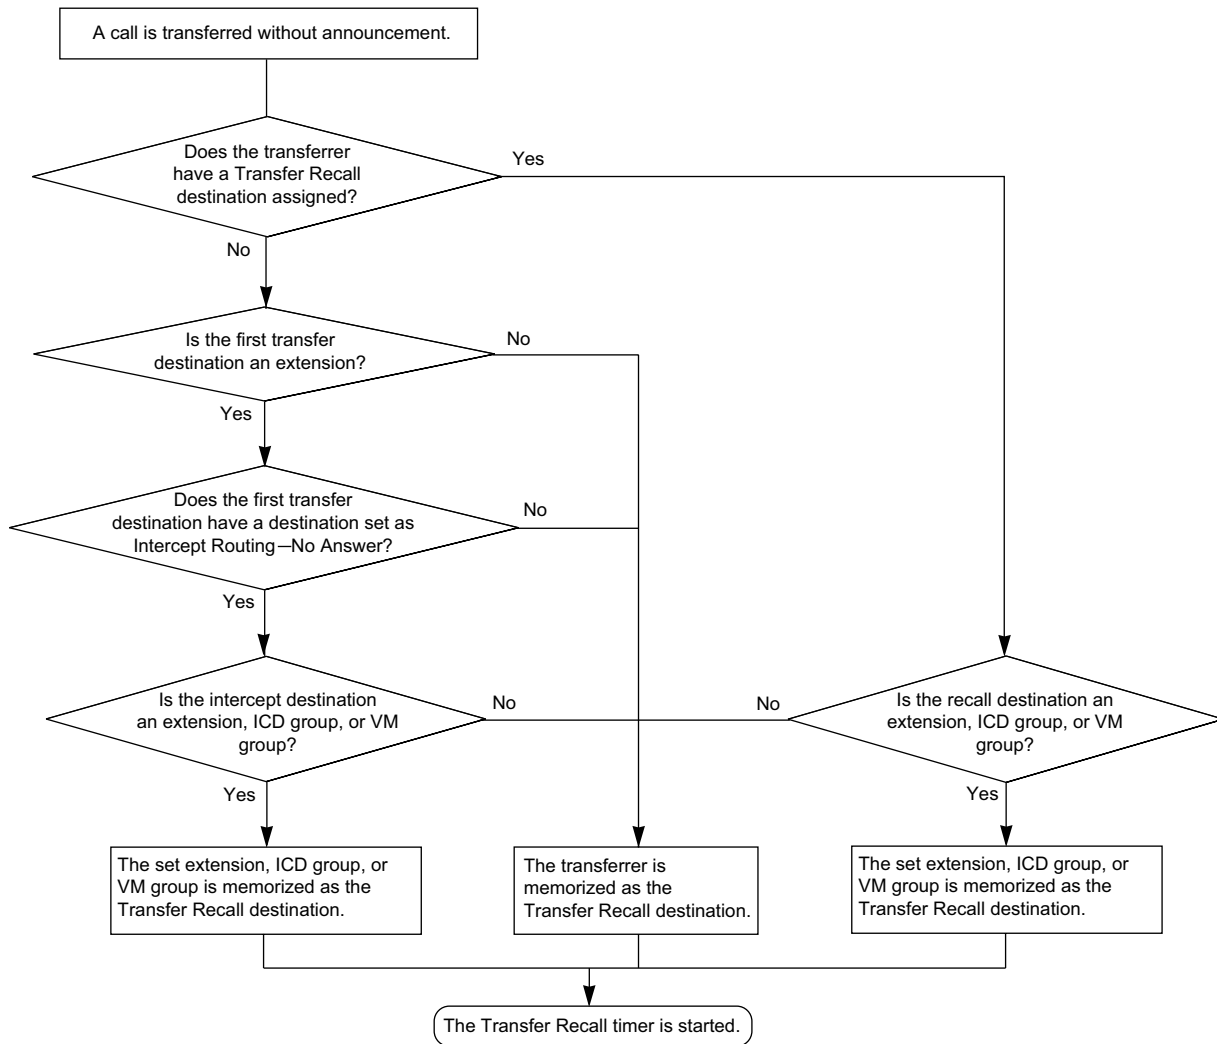 A call is transferred without announcement.
Does the transferrer
have a Transfer Recall
destination assigned?
Yes
No
Is the first transfer
destination an extension?
No
Yes
Does the first transfer
destination have a destination set as
Intercept Routing—No Answer?
No
Yes
Is the intercept destination
an extension, ICD group, or VM
group?
No
Yes
No
Is the recall destination an
extension, ICD group, or VM
group?
Yes
The set extension, ICD group, or
VM group is memorized as the
Transfer Recall destination.
The transferrer is
memorized as the
Transfer Recall destination.
The set extension, ICD group, or
VM group is memorized as the
Transfer Recall destination.
The Transfer Recall timer is started.